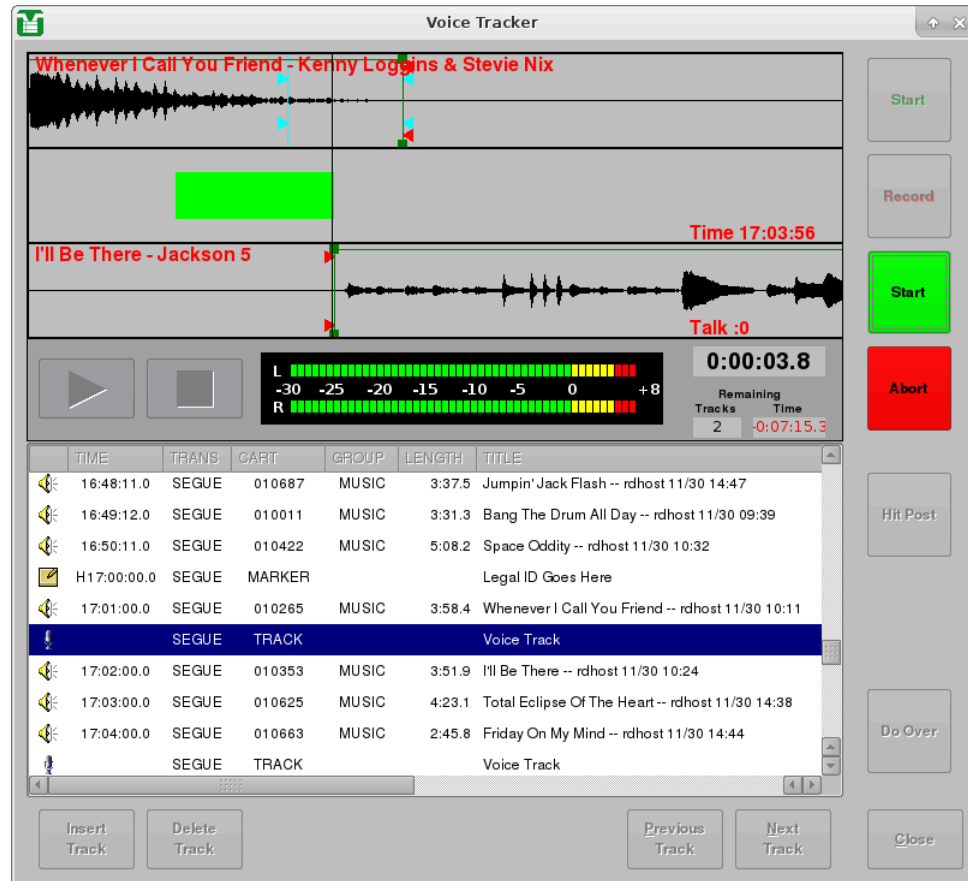 Voice Tracker
Whenever I Call You Friend - Kenny Loggins & Stevie Nix
Start
Record
Time 17:03:56
I'll Be There - Jackson 5
Start
Talk :0
L
-30 -25 -20 -15 -10 -5 0 +8
R
0:00:03.8
Remaining
Tracks Time
2 -0:07:15.3
Abort
TIME TRANS CART GROUP LENGTH TITLE
16:48:11.0 SEGUE 010687 MUSIC 3:37.5 Jumpin' Jack Flash -- rdhost 11/30 14:47
16:49:12.0 SEGUE 010011 MUSIC 3:31.3 Bang The Drum All Day -- rdhost 11/30 09:39
16:50:11.0 SEGUE 010422 MUSIC 5:08.2 Space Oddity -- rdhost 11/30 10:32
H17:00:00.0 SEGUE MARKER Legal ID Goes Here
17:01:00.0 SEGUE 010265 MUSIC 3:58.4 Whenever I Call You Friend -- rdhost 11/30 10:11
SEGUE TRACK Voice Track
17:02:00.0 SEGUE 010353 MUSIC 3:51.9 I'll Be There -- rdhost 11/30 10:24
17:03:00.0 SEGUE 010625 MUSIC 4:23.1 Total Eclipse Of The Heart -- rdhost 11/30 14:38
17:04:00.0 SEGUE 010663 MUSIC 2:45.8 Friday On My Mind -- rdhost 11/30 14:44
SEGUE TRACK Voice Track
Hit Post
Do Over
Insert
Track
Delete
Track
Previous
Track
Next
Track
Close